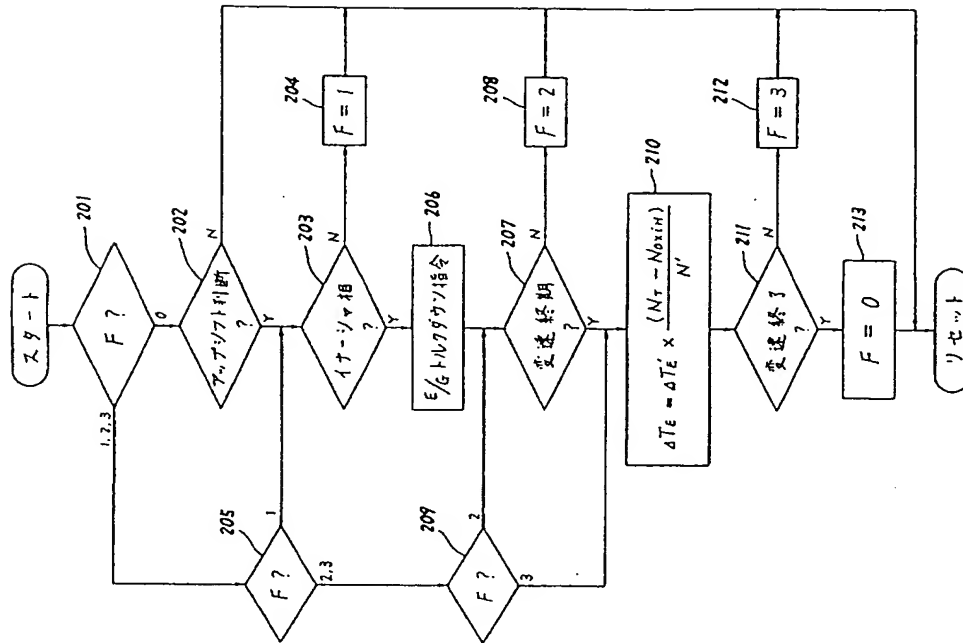 スタート
201
F ?
0
1,2,3
202
アップシフト判断
?
N
Y
203
イナーシャ相
?
N
Y
204
F = 1
205
F ?
1
2,3
206
E/G トルクダウン指令
207
変速終期
?
N
Y
208
F = 2
209
F ?
2
3
210
ΔTE = ΔTE' × (NT − N0×iH) / N'
211
変速終了
?
N
Y
212
F = 3
213
F = 0
リセット